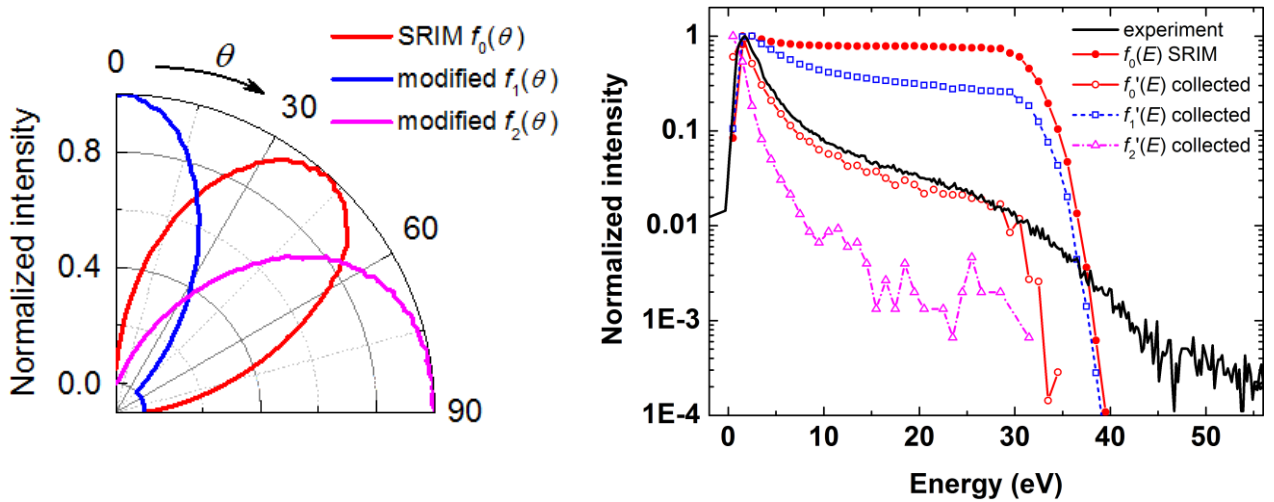 0
θ
30
60
90
0.8
0.4
0.0
Normalized intensity
SRIM f₀(θ)
modified f₁(θ)
modified f₂(θ)
1
0.1
0.01
1E-3
1E-4
Normalized intensity
experiment
f₀(E) SRIM
f₀'(E) collected
f₁'(E) collected
f₂'(E) collected
0 10 20 30 40 50
Energy (eV)